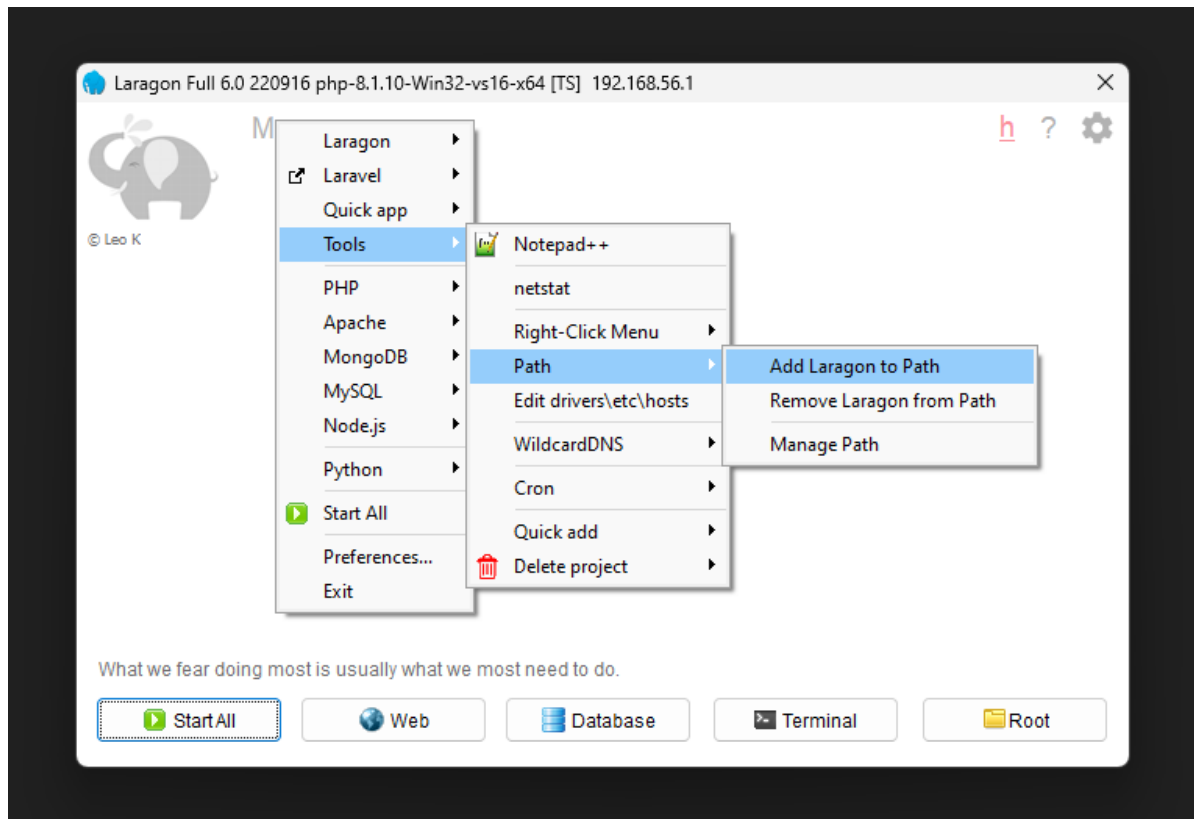 Laragon Full 6.0 220916 php-8.1.10-Win32-vs16-x64 [TS] 192.168.56.1
M
h ?
© Leo K
Laragon
Laravel
Quick app
Tools
PHP
Apache
MongoDB
MySQL
Node.js
Python
Start All
Preferences...
Exit
Notepad++
netstat
Right-Click Menu
Path
Edit drivers\etc\hosts
WildcardDNS
Cron
Quick add
Delete project
Add Laragon to Path
Remove Laragon from Path
Manage Path
What we fear doing most is usually what we most need to do.
Start All Web Database Terminal Root